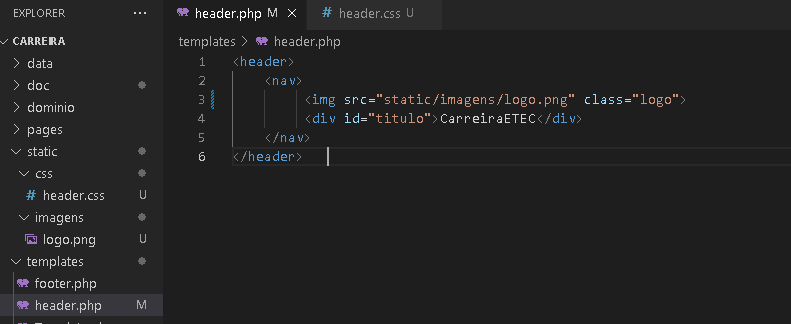 EXPLORER ...
header.php M
header.css U
CARREIRA
templates > header.php
data
doc
dominio
pages
static
css
header.css U
imagens
logo.png U
templates
footer.php
header.php M
1 <header>
2 <nav>
3 <img src="static/imagens/logo.png" class="logo">
4 <div id="titulo">CarreiraETEC</div>
5 </nav>
6 </header>